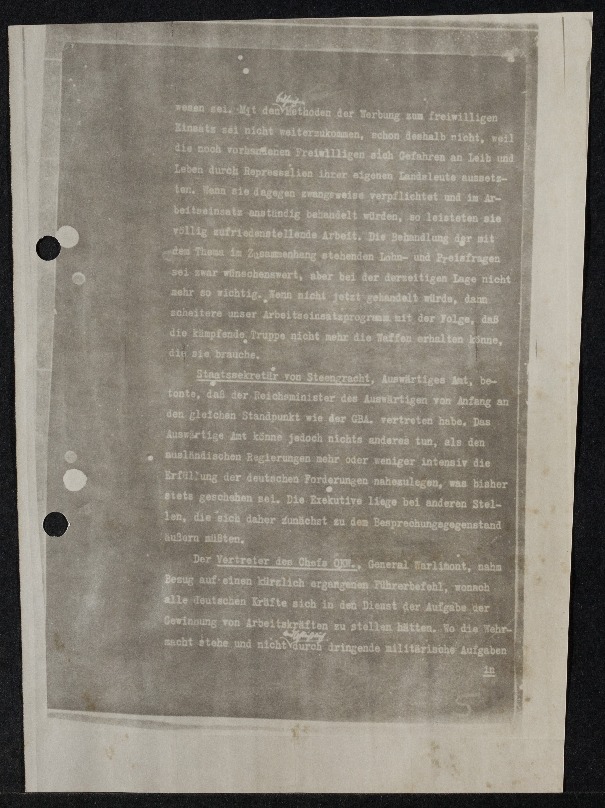 wesen sei. Mit den Methoden der Werbung zum freiwilligen
Einsatz sei nicht weiterzukommen, schon deshalb nicht, weil
die noch vorhandenen Freiwilligen sich Gefahren an Leib und
Leben durch Repressalien ihrer eigenen Landsleute aussetz-
ten. Wenn sie dagegen zwangsweise verpflichtet und im Ar-
beitseinsatz anständig behandelt würden, so leisteten sie
völlig zufriedenstellende Arbeit. Die Behandlung der mit
dem Thema im Zusammenhang stehenden Lohn- und Preisfragen
sei zwar wünschenswert, aber bei der derzeitigen Lage nicht
mehr so wichtig. Wenn nicht jetzt gehandelt würde, dann
scheitere unser Arbeitseinsatzprogramm mit der Folge, daß
die kämpfende Truppe nicht mehr die Waffen erhalten könne,
die sie brauche.
Staatssekretär von Steengracht, Auswärtiges Amt, be-
tonte, daß der Reichsminister des Auswärtigen von Anfang an
den gleichen Standpunkt wie der GBA. vertreten habe. Das
Auswärtige Amt könne jedoch nichts anderes tun, als den
ausländischen Regierungen mehr oder weniger intensiv die
Erfüllung der deutschen Forderungen nahezulegen, was bisher
stets geschehen sei. Die Exekutive liege bei anderen Stel-
len, die sich daher zunächst zu dem Besprechungsgegenstand
äußern müßten.
Der Vertreter des Chefs OKW., General Warlimont, nahm
Bezug auf einen kürzlich ergangenen Führerbefehl, wonach
alle deutschen Kräfte sich in den Dienst der Aufgabe der
Gewinnung von Arbeitskräften zu stellen hätten. Wo die Wehr-
macht stehe und nicht durch dringende militärische Aufgaben
in
5